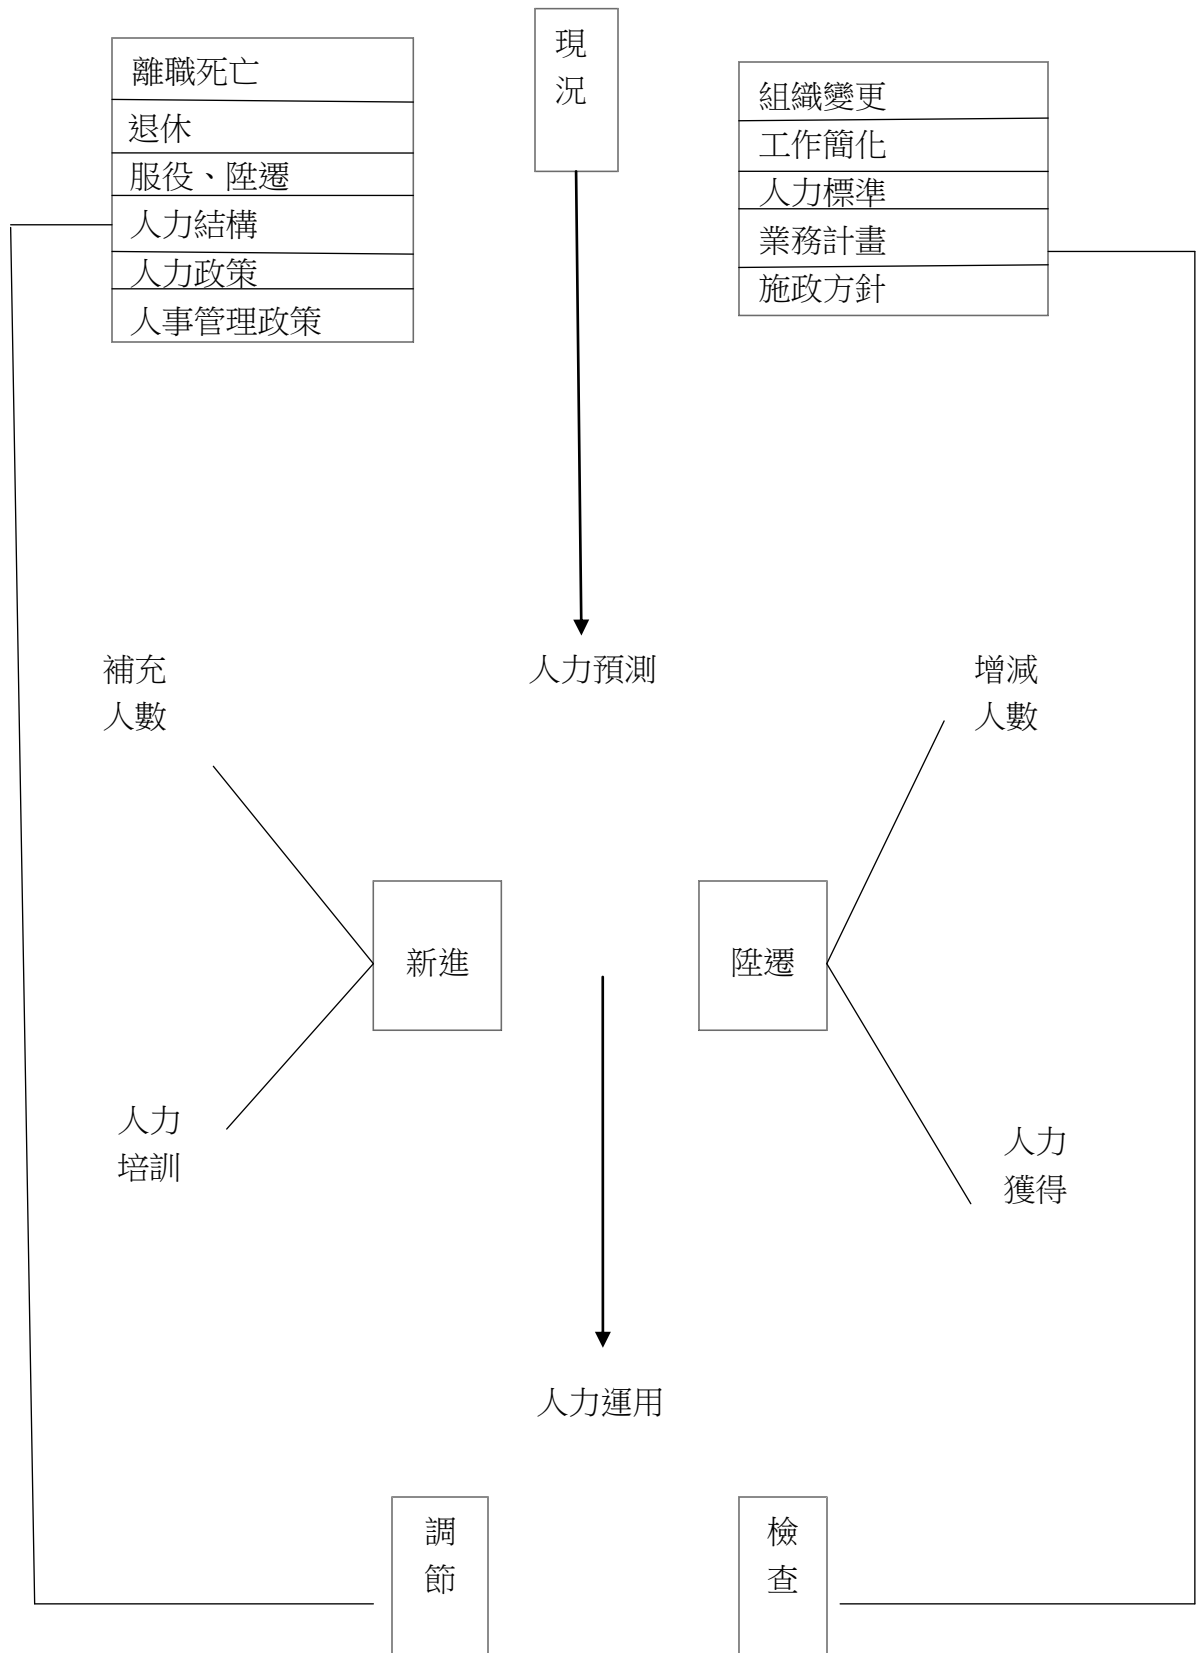 現
況
離職死亡
退休
服役、陞遷
人力結構
人力政策
人事管理政策
組織變更
工作簡化
人力標準
業務計畫
施政方針
補充
人數
人力預測
增減
人數
新進
陞遷
人力
培訓
人力
獲得
人力運用
調
節
檢
查